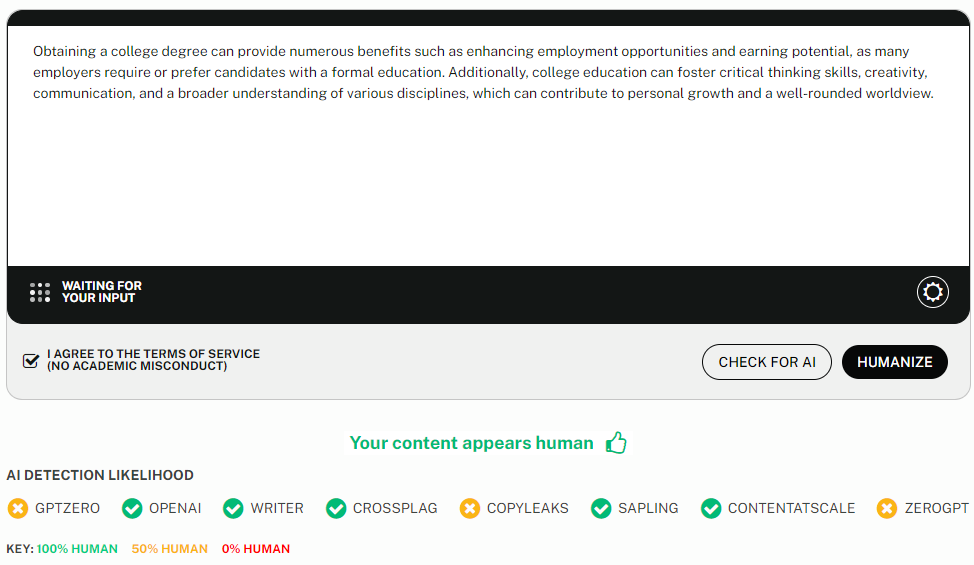 Obtaining a college degree can provide numerous benefits such as enhancing employment opportunities and earning potential, as many
employers require or prefer candidates with a formal education. Additionally, college education can foster critical thinking skills, creativity,
communication, and a broader understanding of various disciplines, which can contribute to personal growth and a well-rounded worldview.
WAITING FOR
YOUR INPUT
I AGREE TO THE TERMS OF SERVICE
(NO ACADEMIC MISCONDUCT)
CHECK FOR AI
HUMANIZE
Your content appears human
AI DETECTION LIKELIHOOD
GPTZERO OPENAI WRITER CROSSPLAG COPYLEAKS SAPLING CONTENTATSCALE ZEROGPT
KEY: 100% HUMAN 50% HUMAN 0% HUMAN